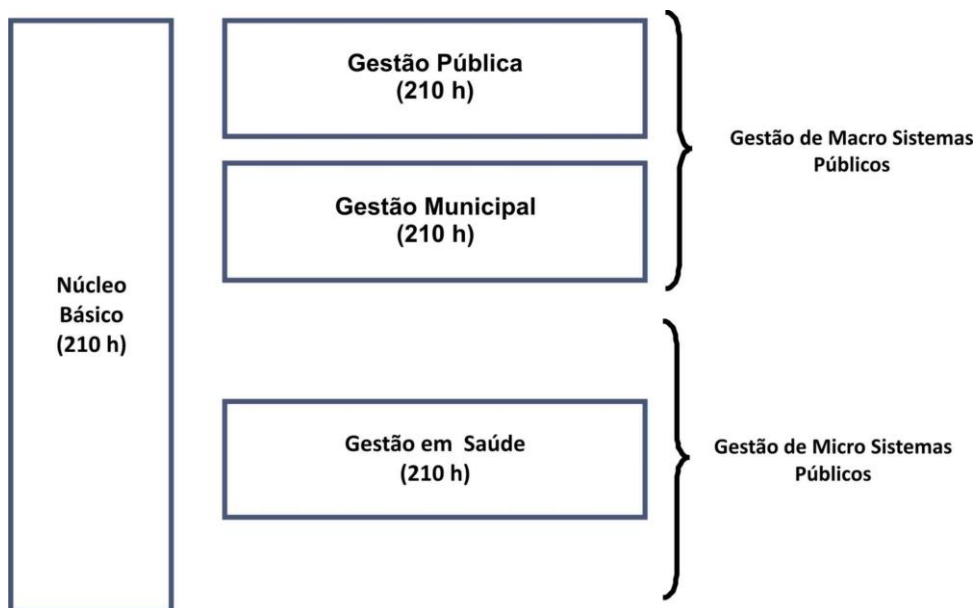 Núcleo
Básico
(210 h)
Gestão Pública
(210 h)
Gestão Municipal
(210 h)
Gestão de Macro Sistemas
Públicos
Gestão em Saúde
(210 h)
Gestão de Micro Sistemas
Públicos